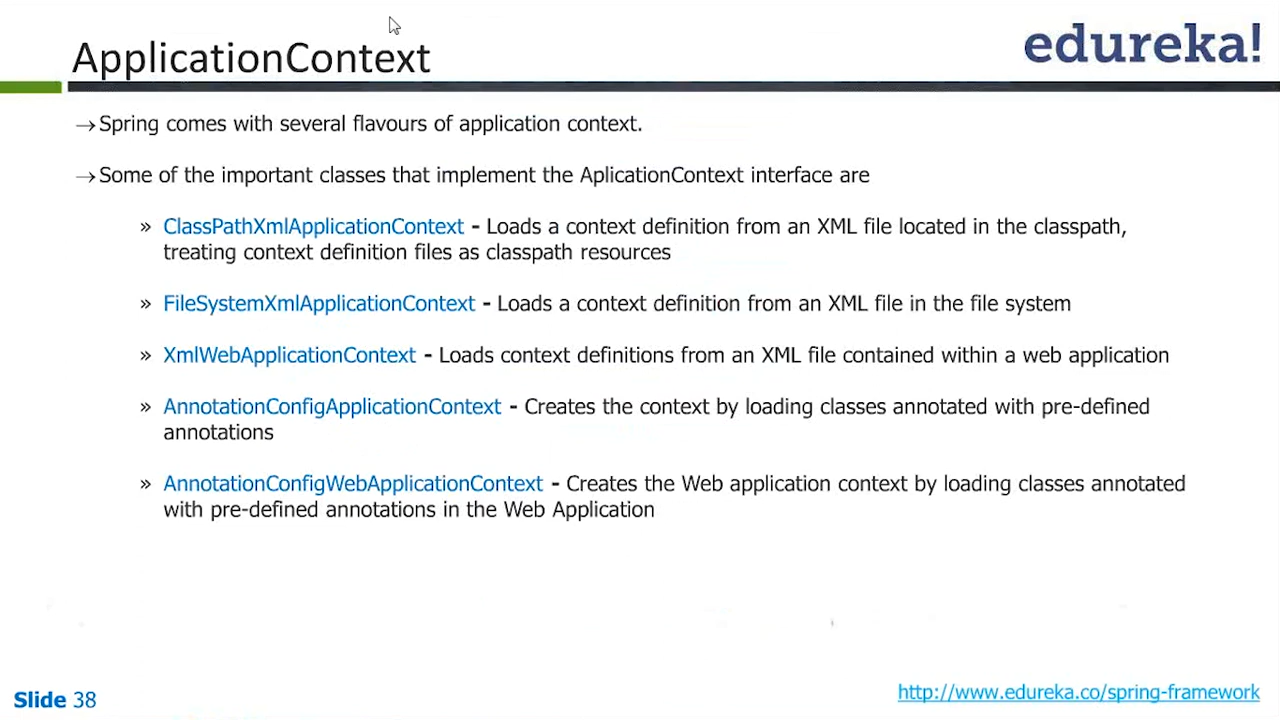 ApplicationContext
edureka!
→Spring comes with several flavours of application context.
→Some of the important classes that implement the AplicationContext interface are
» ClassPathXmlApplicationContext - Loads a context definition from an XML file located in the classpath,
treating context definition files as classpath resources
» FileSystemXmlApplicationContext - Loads a context definition from an XML file in the file system
» XmlWebApplicationContext - Loads context definitions from an XML file contained within a web application
» AnnotationConfigApplicationContext - Creates the context by loading classes annotated with pre-defined
annotations
» AnnotationConfigWebApplicationContext - Creates the Web application context by loading classes annotated
with pre-defined annotations in the Web Application
Slide 38
http://www.edureka.co/spring-framework